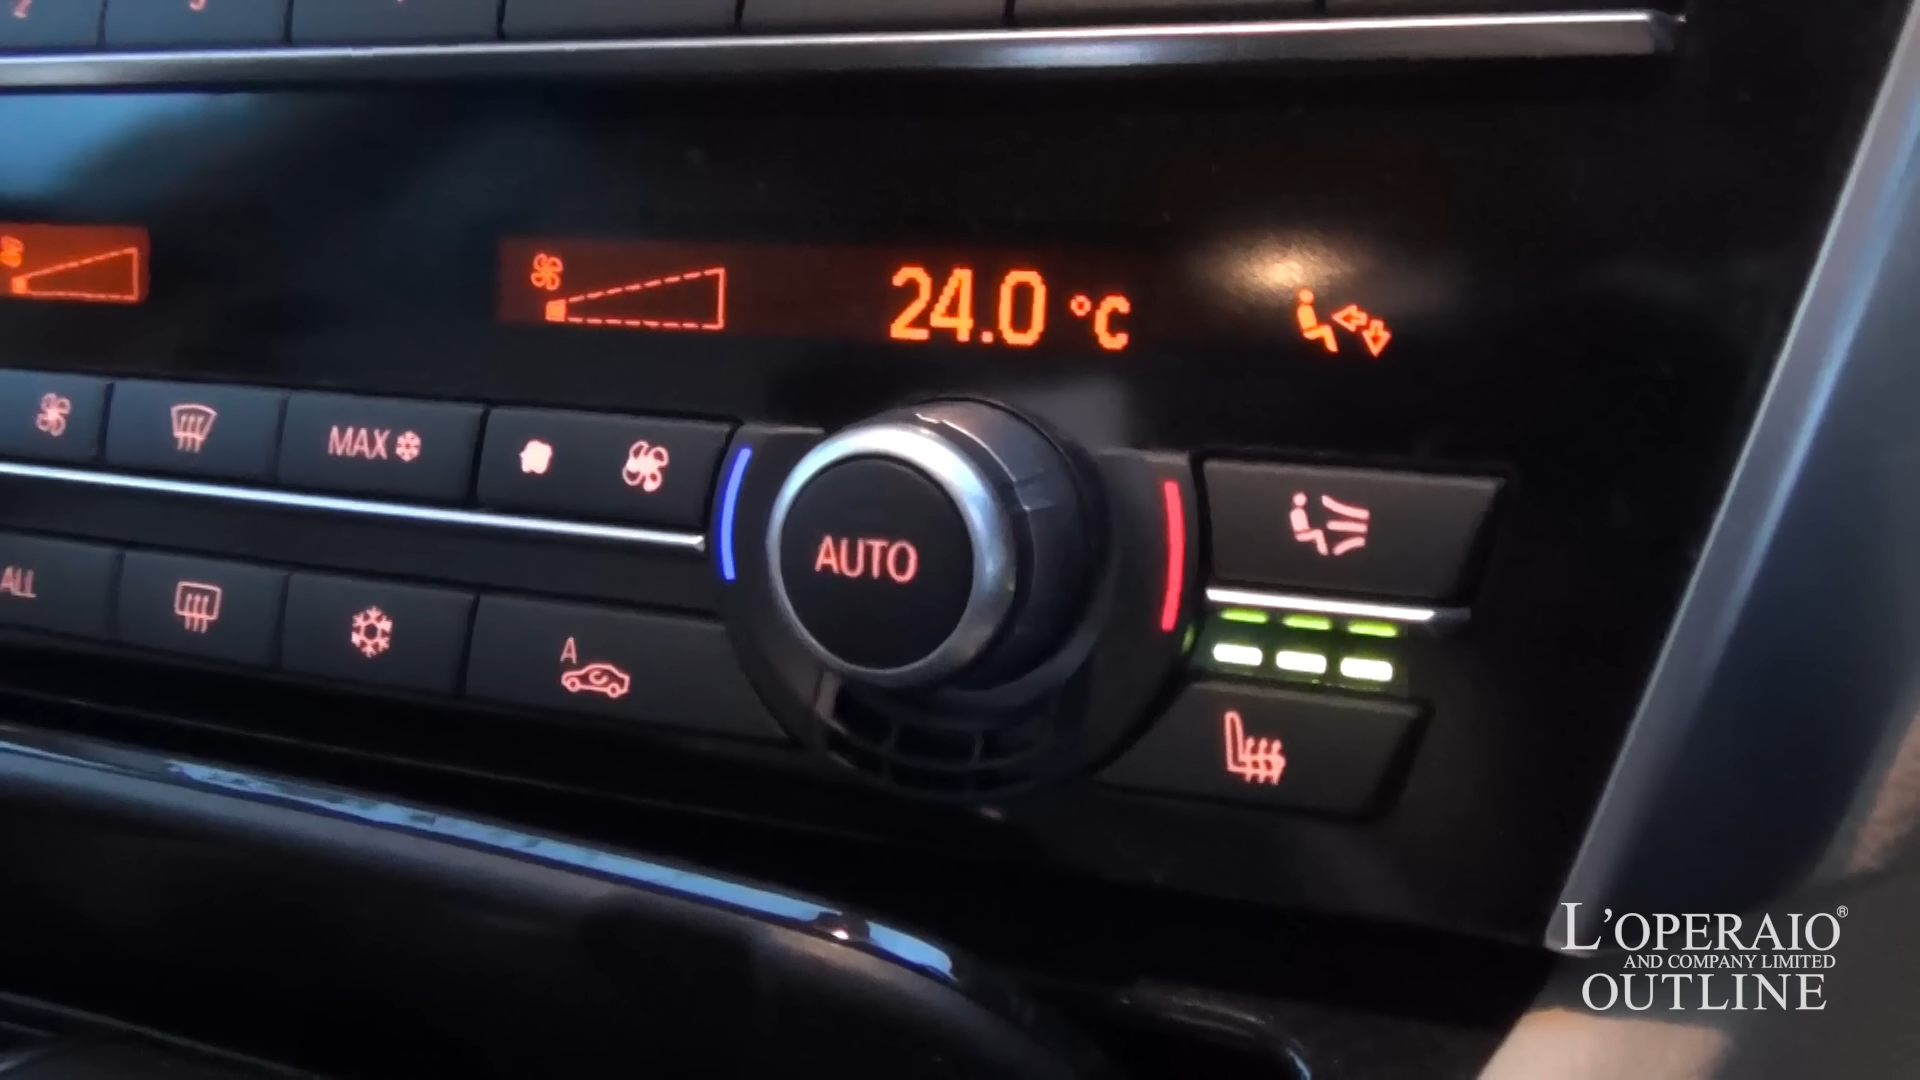 24.0 °C
MAX
AUTO
ALL
A
L'OPERAIO®
AND COMPANY LIMITED
OUTLINE